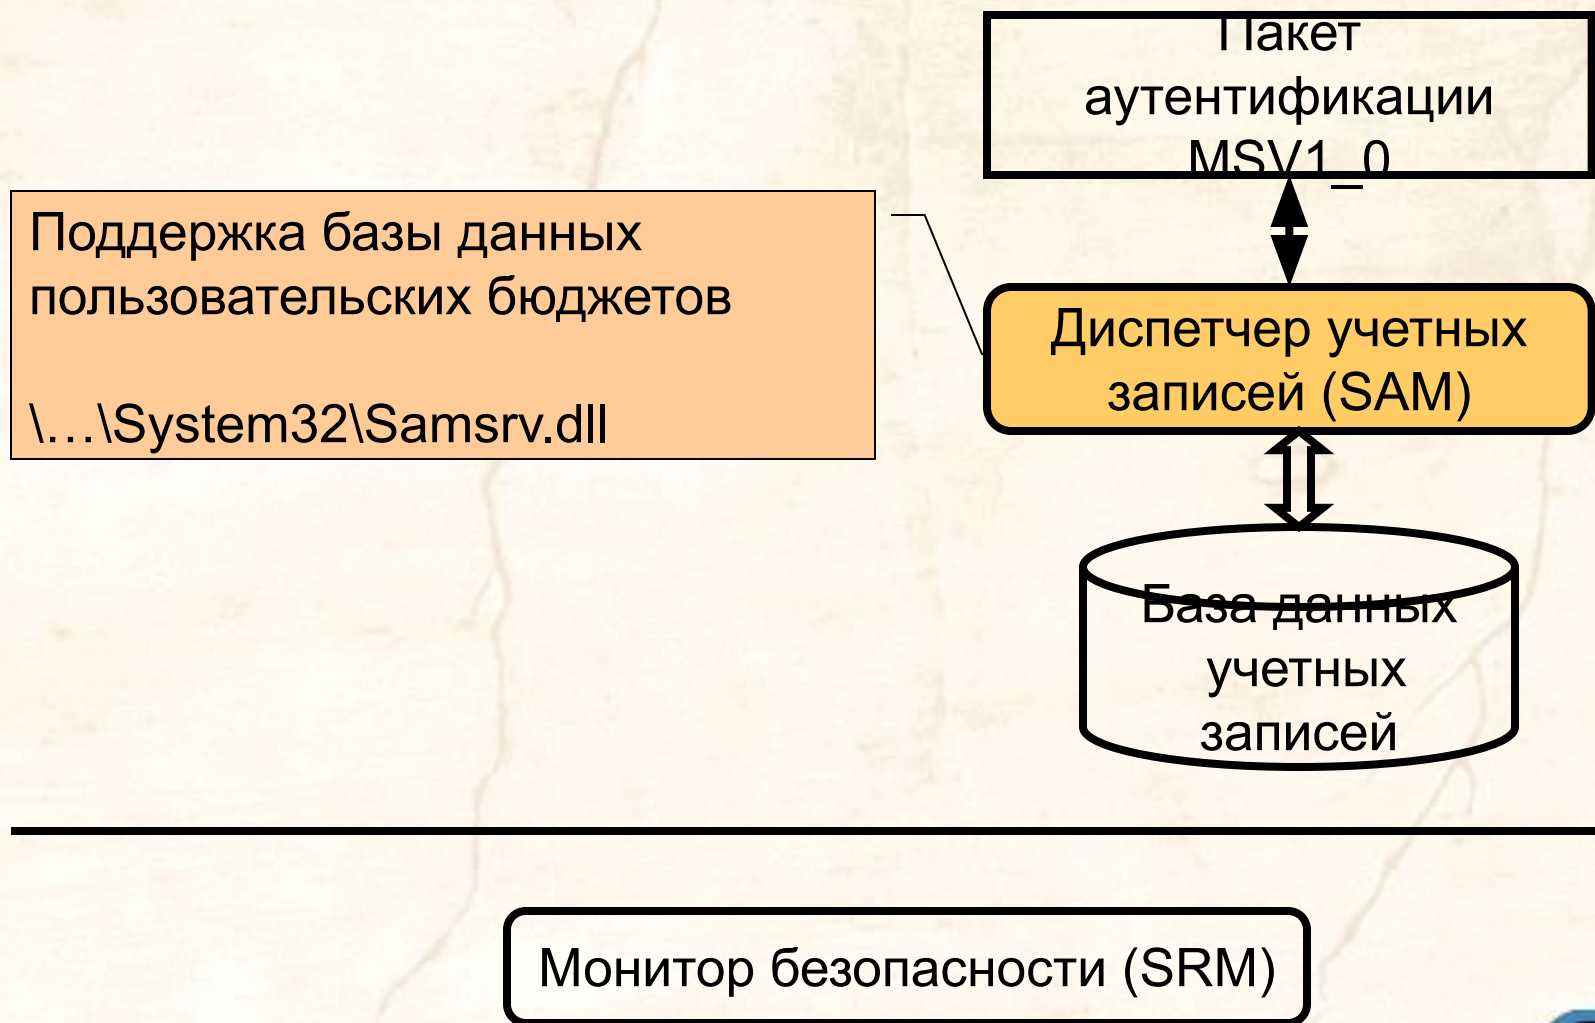 Пакет
аутентификации
MSV1_0
Поддержка базы данных
пользовательских бюджетов
\...\System32\Samsrv.dll
Диспетчер учетных
записей (SAM)
База данных
учетных
записей
Монитор безопасности (SRM)